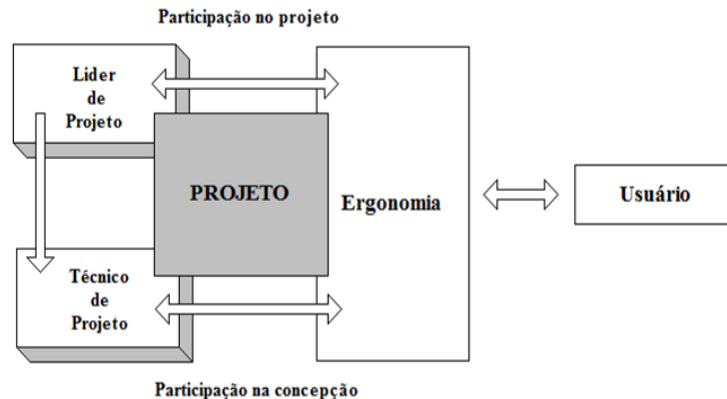 Participação no projeto
Lider
de
Projeto
PROJETO
Ergonomia
Usuário
Técnico
de
Projeto
Participação na concepção